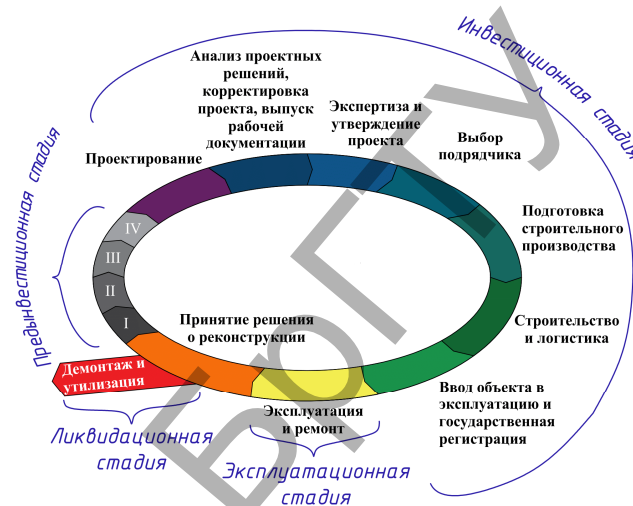 Инвестиционная стадия
Анализ проектных
решений,
корректировка
проекта, выпуск
рабочей
документации
Экспертиза и
утверждение
проекта
Выбор
подрядчика
Проектирование
Подготовка
строительного
производства
Предынвестиционная стадия
IV
III
II
I
Принятие решения
о реконструкции
Строительство
и логистика
Демонтаж и
утилизация
Эксплуатация
и ремонт
Ввод объекта в
эксплуатацию и
государственная
регистрация
Ликвидационная
стадия
Эксплуатационная
стадия
БрГТУ